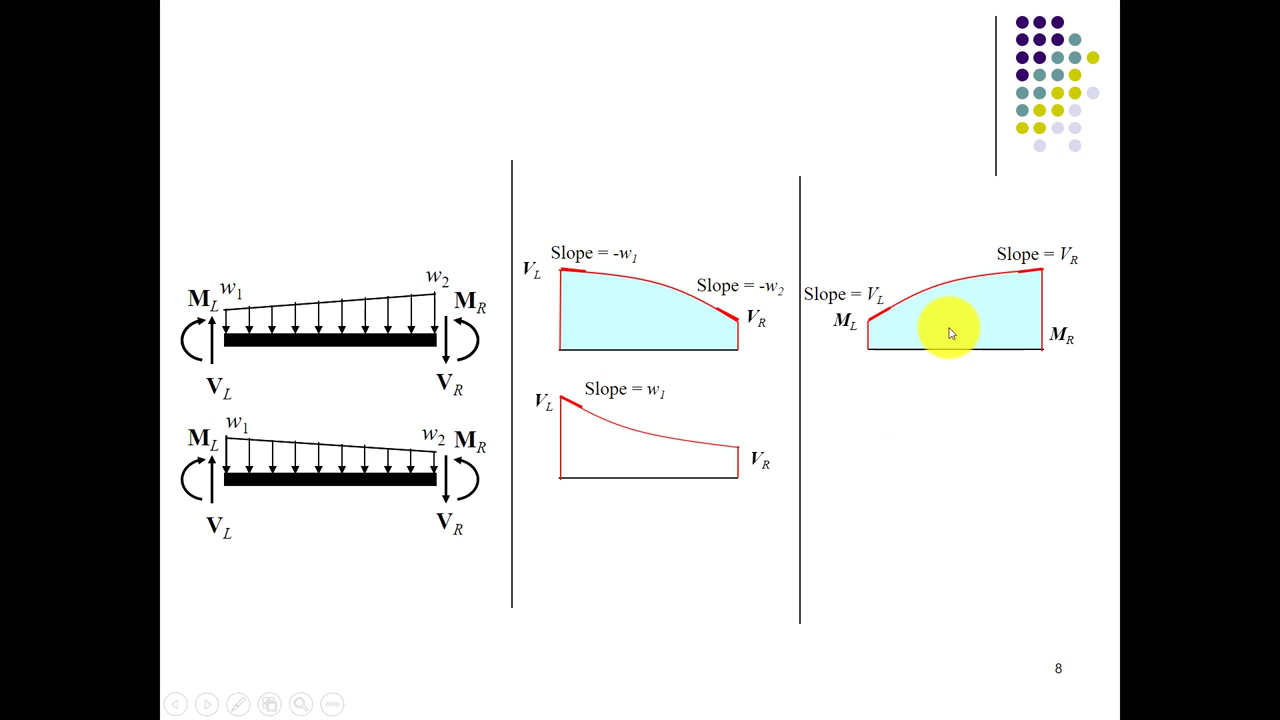 w1
w2
ML
MR
VL
VR
w1
w2
ML
MR
VL
VR
Slope = -w1
VL
Slope = -w2
VR
Slope = w1
VL
VR
Slope = VR
Slope = VL
ML
MR
8